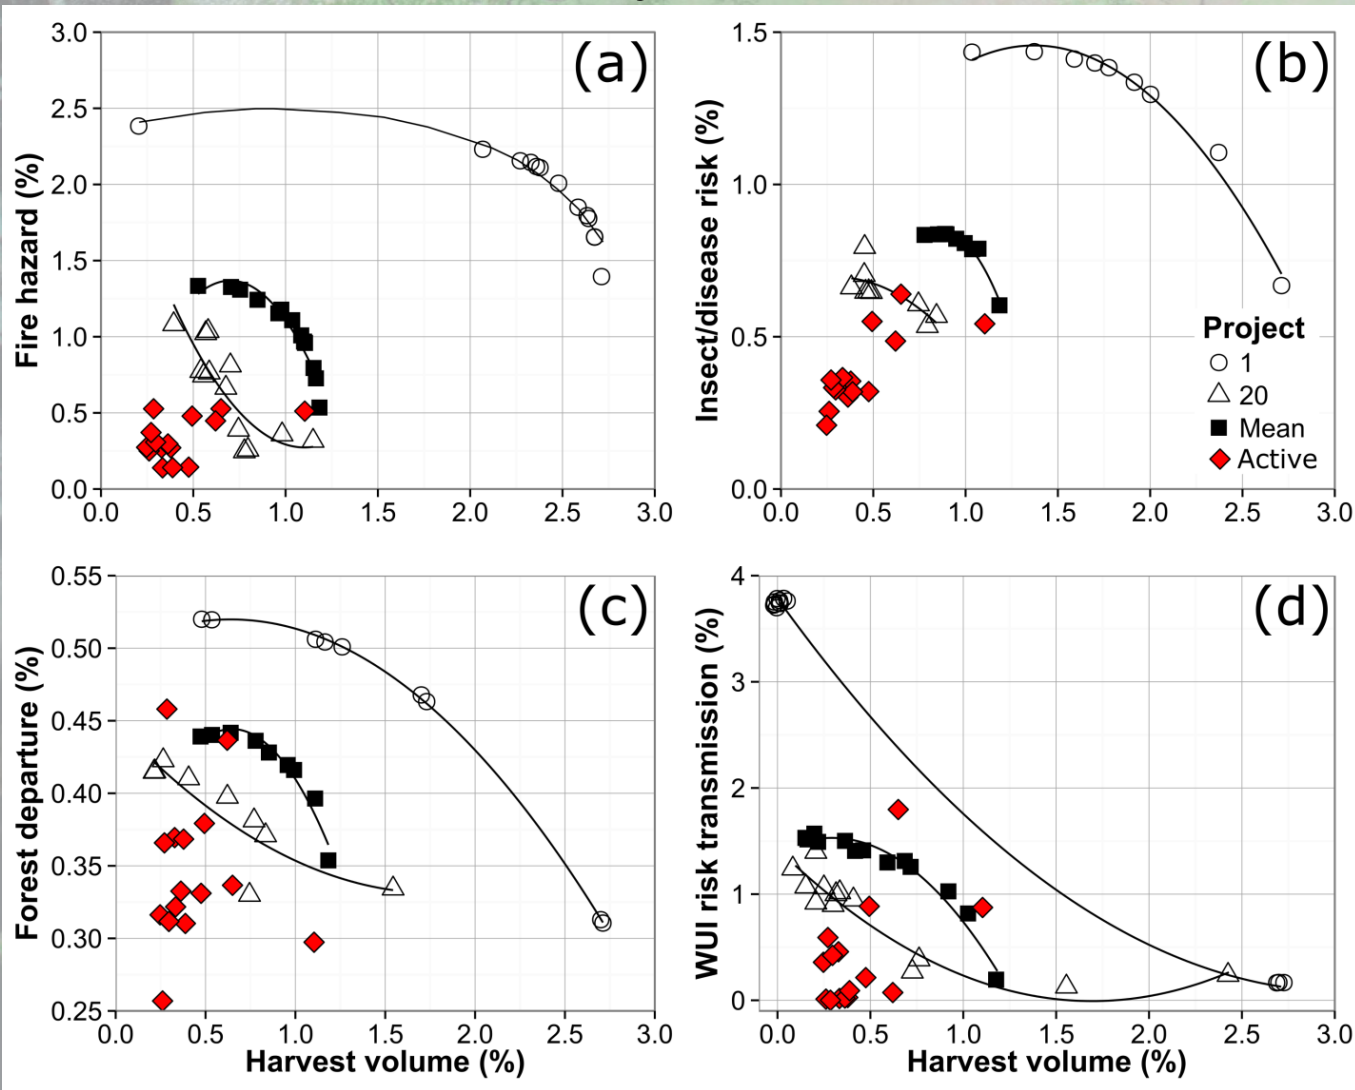 (a)
Fire hazard (%)
3.0
2.5
2.0
1.5
1.0
0.5
0.0
0.0 0.5 1.0 1.5 2.0 2.5 3.0
(b)
Insect/disease risk (%)
1.5
1.0
0.5
0.0
0.0 0.5 1.0 1.5 2.0 2.5 3.0
Project
1
20
Mean
Active
(c)
Forest departure (%)
0.55
0.50
0.45
0.40
0.35
0.30
0.25
0.0 0.5 1.0 1.5 2.0 2.5 3.0
Harvest volume (%)
(d)
WUI risk transmission (%)
4
3
2
1
0
0.0 0.5 1.0 1.5 2.0 2.5 3.0
Harvest volume (%)